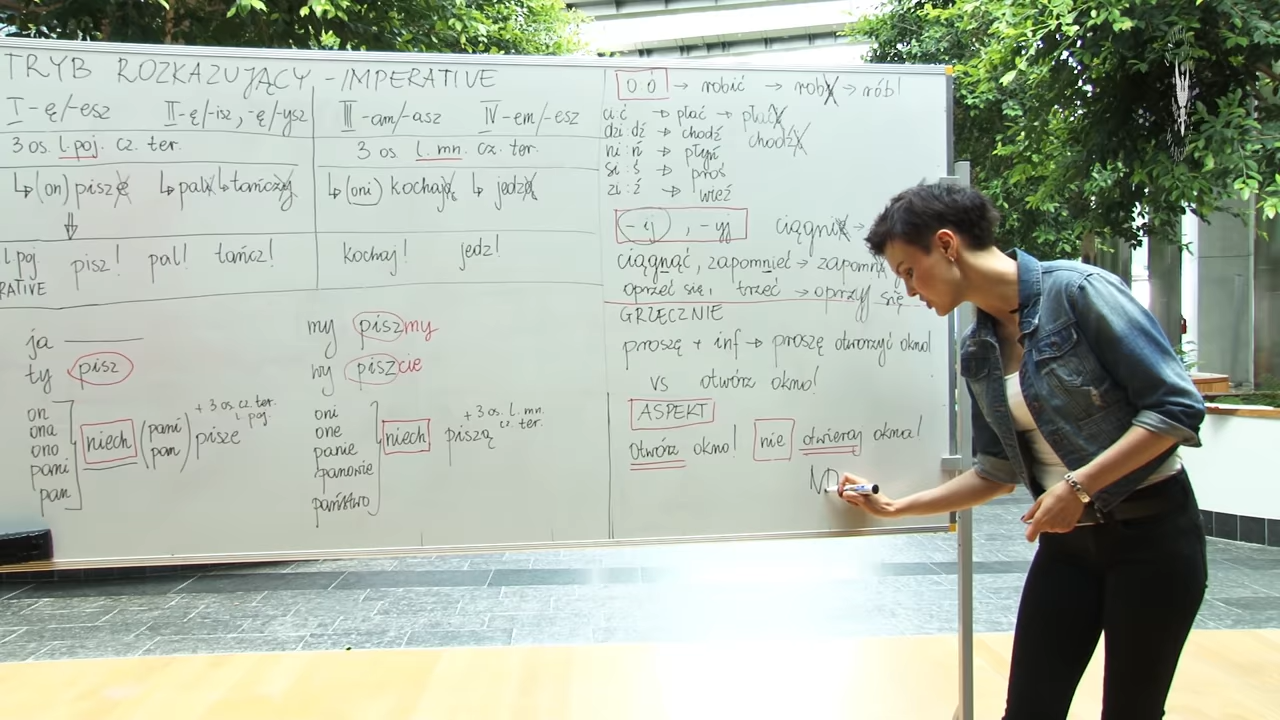 TRYB ROZKAZUJĄCY - IMPERATIVE
I -ę/-esz II -ę/-isz, -ę/-ysz
3 os. l.poj. cz. ter.
↳ (on) pisze ↳ pali ↳ tańczy
l.poj pisz! pal! tańcz!
RATIVE
III -am/-asz IV -em/-esz
3 os. l. mn. cz. ter.
↳ (oni) kochają ↳ jedzą
kochaj! jedz!
ja
ty pisz
on
ona
ono
pani
pan
niech (pani pan) pisze
+ 3 os. cz. ter.
l. poj.
my piszmy
wy piszcie
oni
one
panie
panowie
państwo
niech piszą
+ 3 os. l. mn.
cz. ter.
o:ó → robić → rob → rób!
ci:ć → płać → płać
dzi:dź → chodź chodź
ni:ń → płyń
si:ś → proś
zi:ź → wieź
-ij, -yj ciągni →
ciągnąć, zapomnieć → zapomn
oprzeć się, trzeć → oprzyj się
GRZECZNIE
proszę + inf → proszę otworzyć okno!
vs otwórz okno!
ASPEKT
Otwórz okno! nie otwieraj okna!
ND